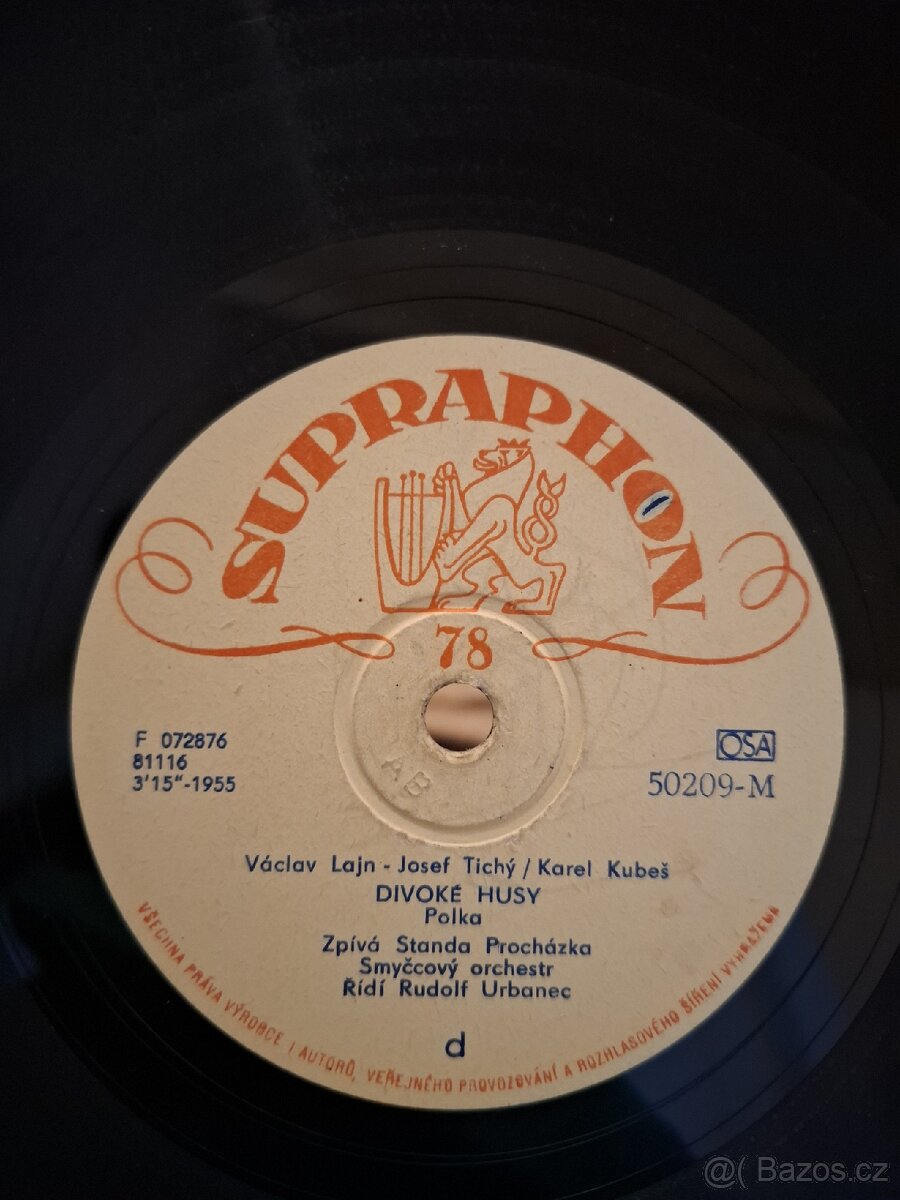 SUPRAPHON
78
F 072876
81116
3'15"-1955
OSA
50209-M
AB
Václav Lajn - Josef Tichý / Karel Kubeš
DIVOKÉ HUSY
Polka
Zpívá Standa Procházka
Smyčcový orchestr
Řídí Rudolf Urbanec
d
VŠECHNA PRÁVA VÝROBCE I AUTORŮ, VEŘEJNÉHO PROVOZOVÁNÍ A ROZHLASOVÉHO ŠÍŘENÍ VYHRAŽENA
@( Bazos.cz